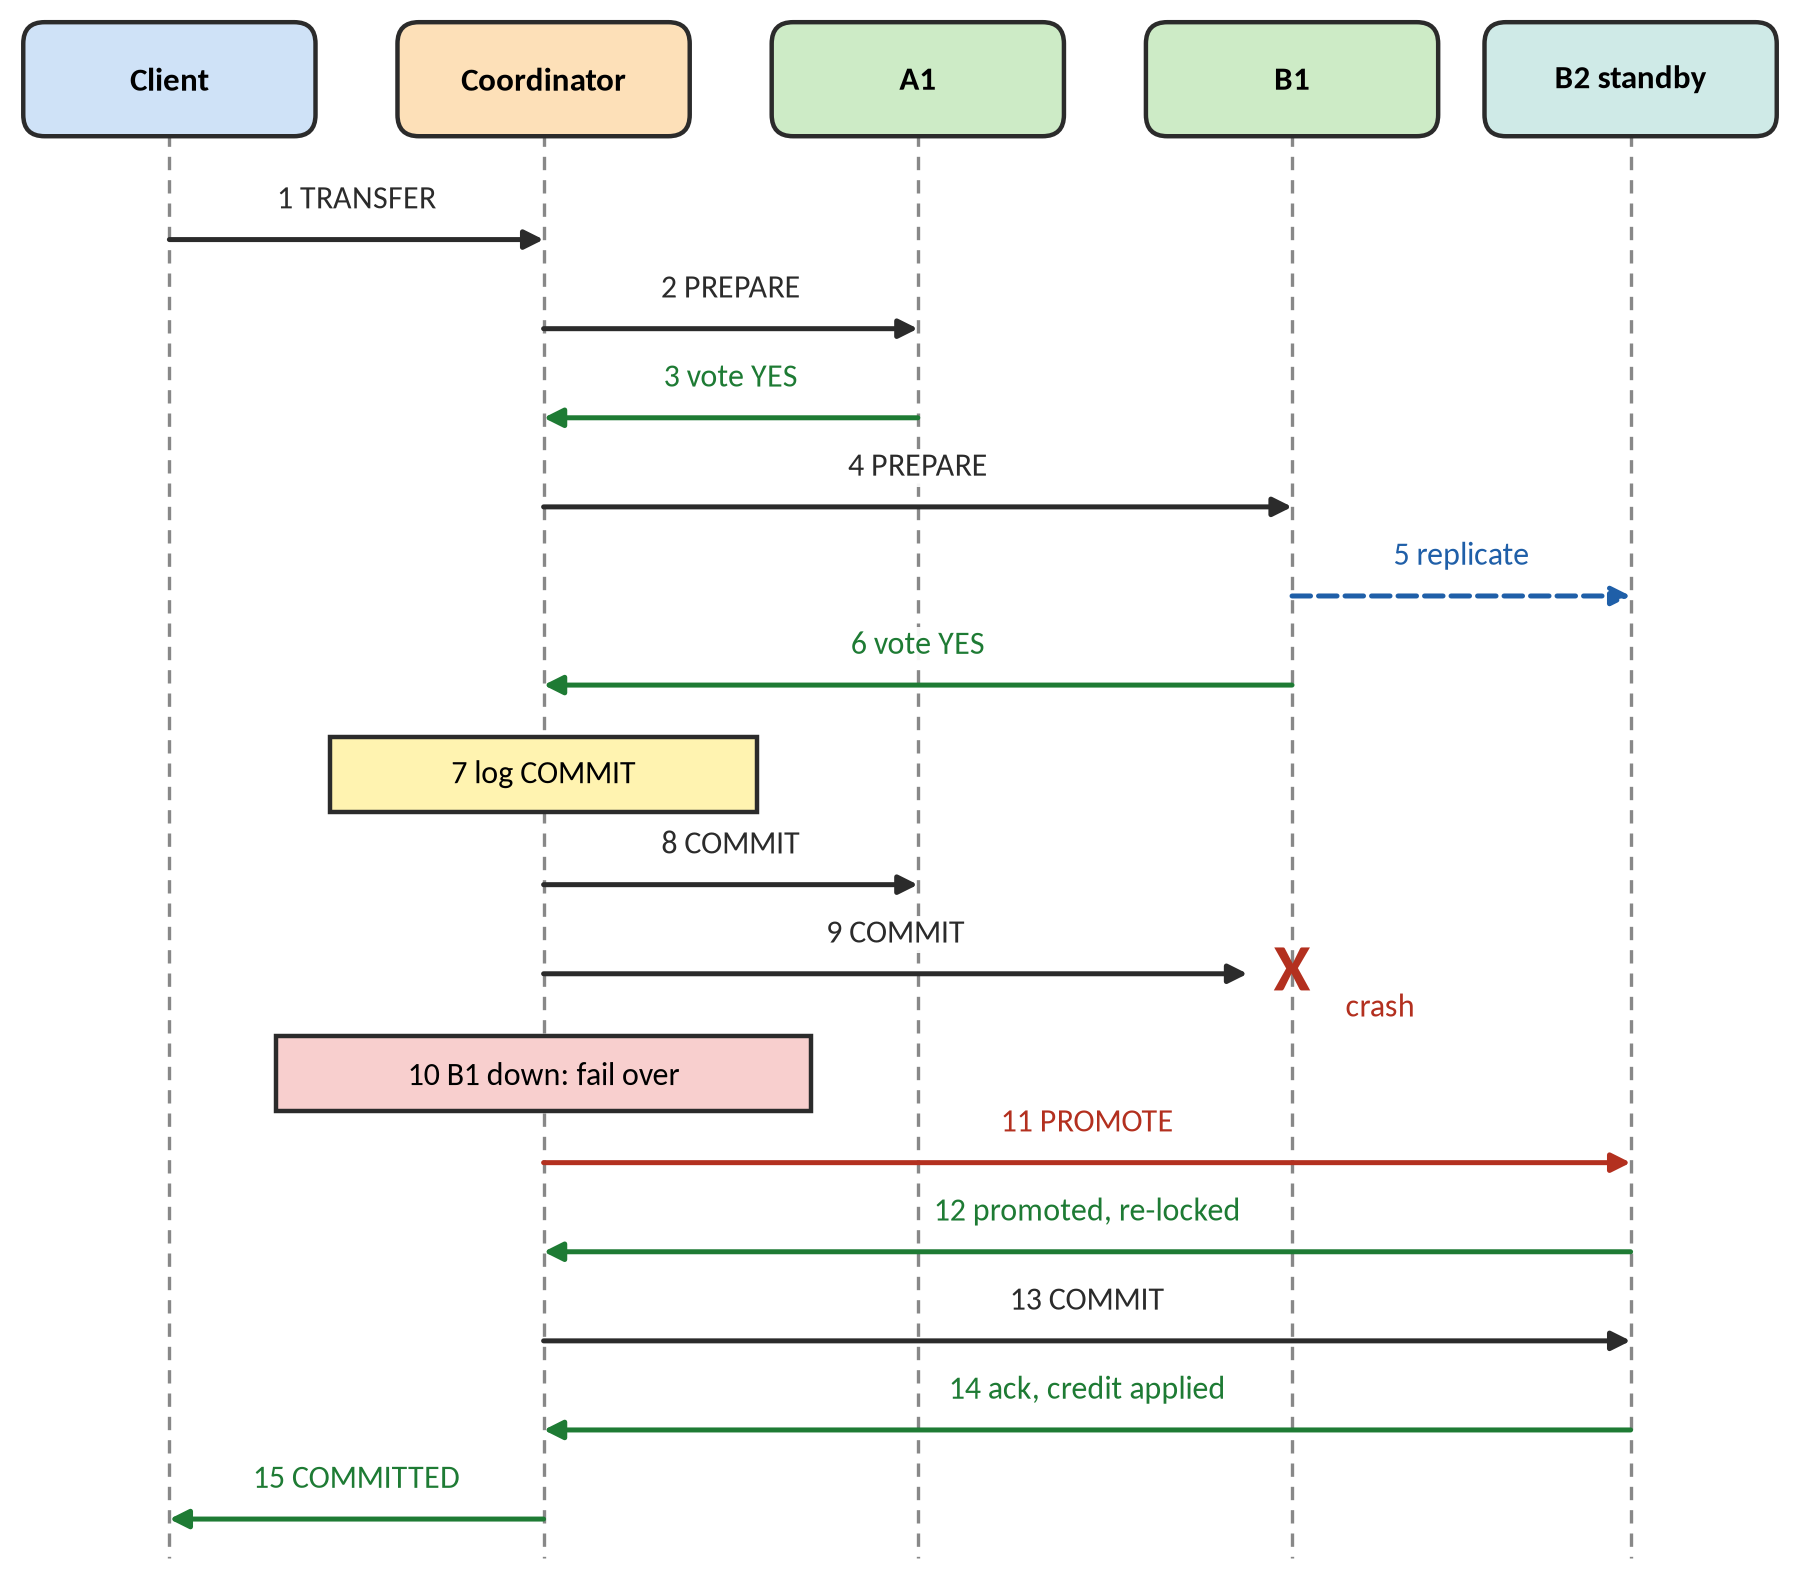 Client
Coordinator
A1
B1
B2 standby
1 TRANSFER
2 PREPARE
3 vote YES
4 PREPARE
5 replicate
6 vote YES
7 log COMMIT
8 COMMIT
9 COMMIT
X
crash
10 B1 down: fail over
11 PROMOTE
12 promoted, re-locked
13 COMMIT
14 ack, credit applied
15 COMMITTED